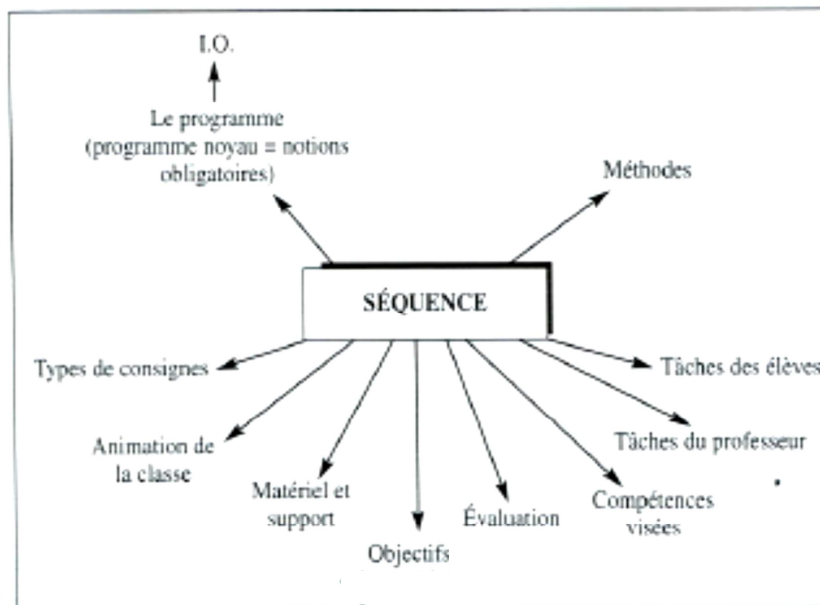 I.O.
Le programme
(programme noyau = notions
obligatoires)
Méthodes
SÉQUENCE
Types de consignes
Tâches des élèves
Animation de
la classe
Tâches du professeur
Matériel et
support
Évaluation
Compétences
visées
Objectifs